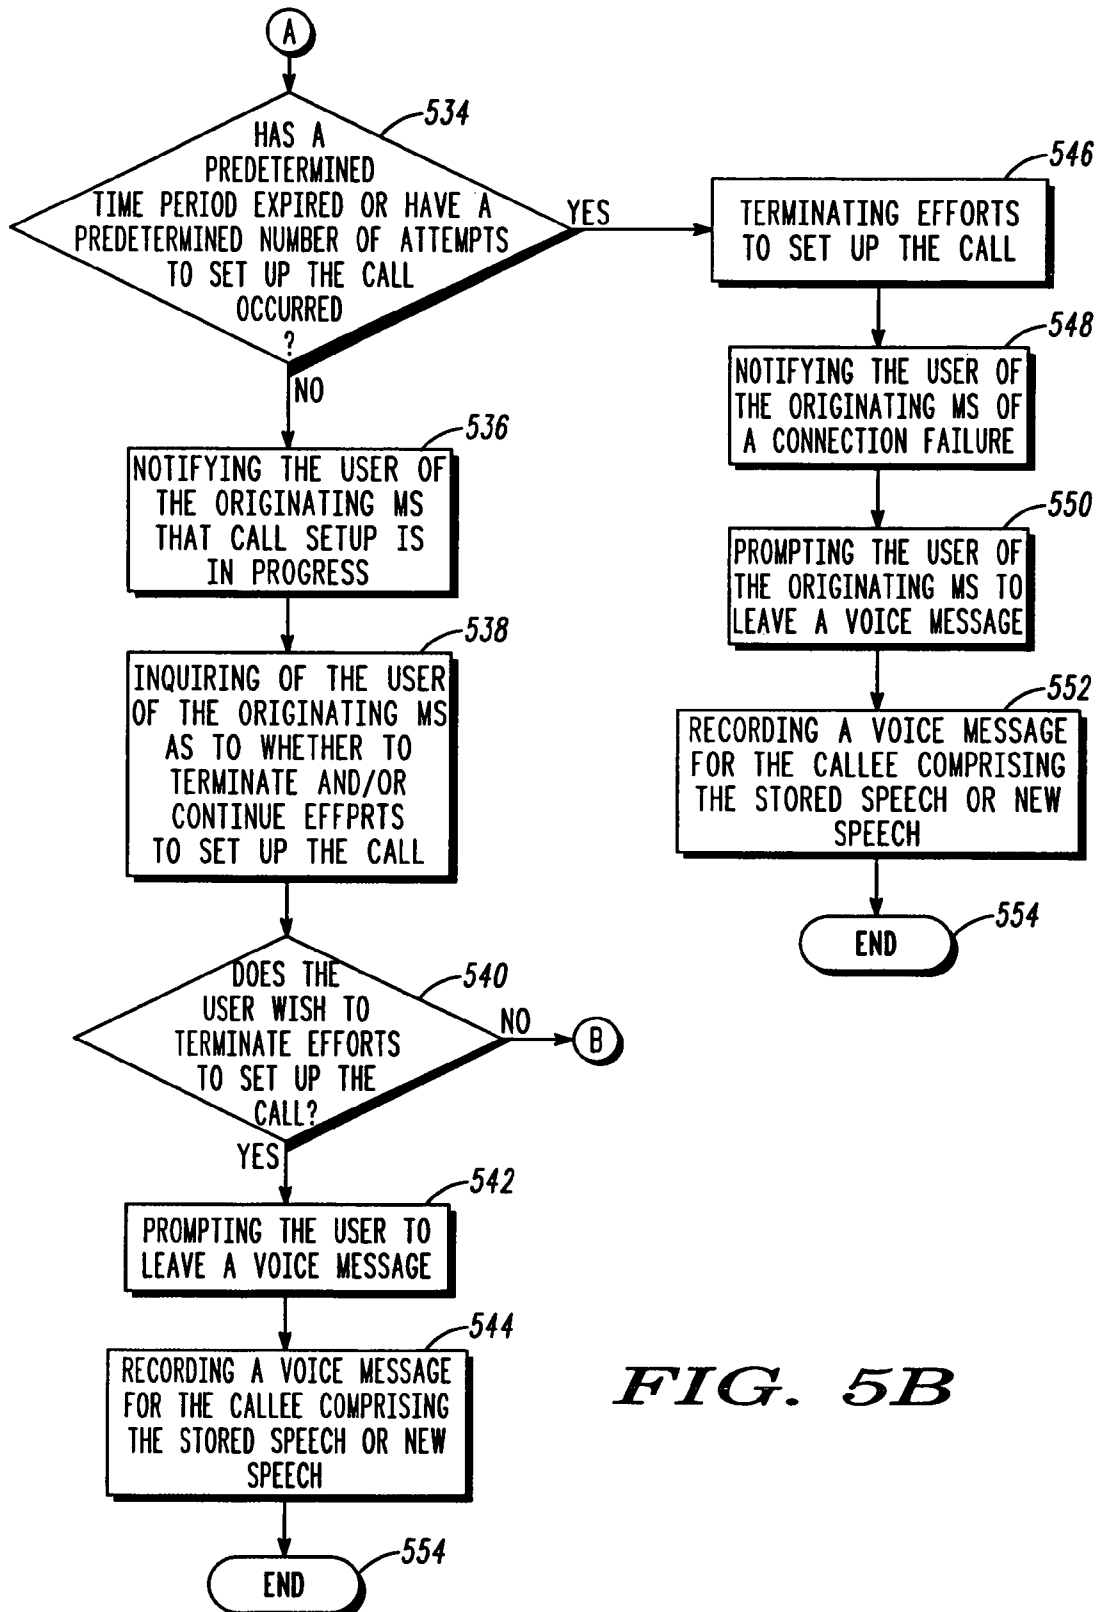 A
534
HAS A
PREDETERMINED
TIME PERIOD EXPIRED OR HAVE A
PREDETERMINED NUMBER OF ATTEMPTS
TO SET UP THE CALL
OCCURRED
?
YES
NO
546
TERMINATING EFFORTS
TO SET UP THE CALL
548
NOTIFYING THE USER OF
THE ORIGINATING MS OF
A CONNECTION FAILURE
550
PROMPTING THE USER OF
THE ORIGINATING MS TO
LEAVE A VOICE MESSAGE
552
RECORDING A VOICE MESSAGE
FOR THE CALLEE COMPRISING
THE STORED SPEECH OR NEW
SPEECH
554
END
536
NOTIFYING THE USER OF
THE ORIGINATING MS
THAT CALL SETUP IS
IN PROGRESS
538
INQUIRING OF THE USER
OF THE ORIGINATING MS
AS TO WHETHER TO
TERMINATE AND/OR
CONTINUE EFFPRTS
TO SET UP THE CALL
540
DOES THE
USER WISH TO
TERMINATE EFFORTS
TO SET UP THE
CALL?
NO
B
YES
542
PROMPTING THE USER TO
LEAVE A VOICE MESSAGE
544
RECORDING A VOICE MESSAGE
FOR THE CALLEE COMPRISING
THE STORED SPEECH OR NEW
SPEECH
554
END
FIG. 5B